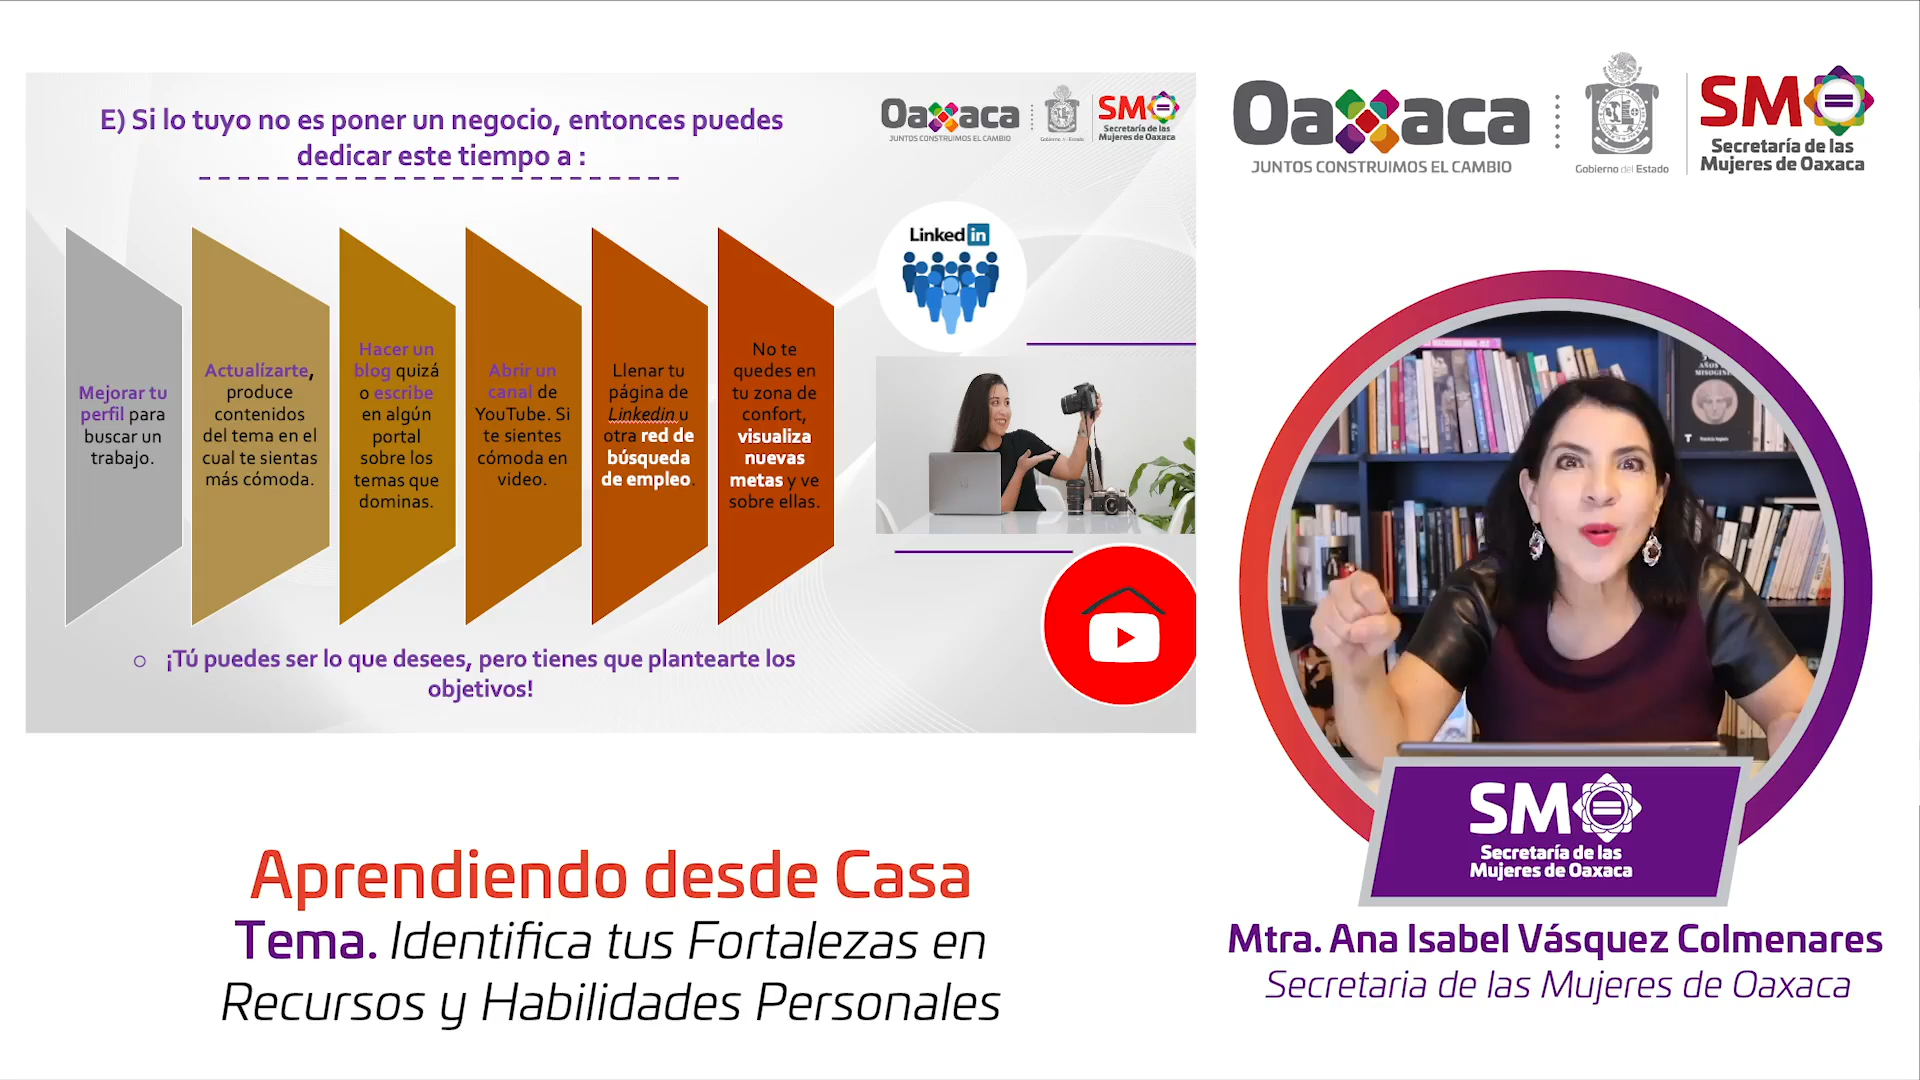 E) Si lo tuyo no es poner un negocio, entonces puedes
dedicar este tiempo a :
Oaxaca
JUNTOS CONSTRUIMOS EL CAMBIO
SM
Secretaría de las
Mujeres de Oaxaca
Mejorar tu
perfil para
buscar un
trabajo.
Actualízarte,
produce
contenidos
del tema en el
cual te sientas
más cómoda.
Hacer un
blog quizá
o escribe
en algún
portal
sobre los
temas que
dominas.
Abrir un
canal de
YouTube. Si
te sientes
cómoda en
video.
Llenar tu
página de
Linkedin u
otra red de
búsqueda
de empleo.
No te
quedes en
tu zona de
confort,
visualiza
nuevas
metas y ve
sobre ellas.
Linked in
o ¡Tú puedes ser lo que desees, pero tienes que plantearte los
objetivos!
Oaxaca
JUNTOS CONSTRUIMOS EL CAMBIO
Gobierno del Estado
SM
Secretaría de las
Mujeres de Oaxaca
SM
Secretaría de las
Mujeres de Oaxaca
Aprendiendo desde Casa
Tema. Identifica tus Fortalezas en
Recursos y Habilidades Personales
Mtra. Ana Isabel Vásquez Colmenares
Secretaria de las Mujeres de Oaxaca